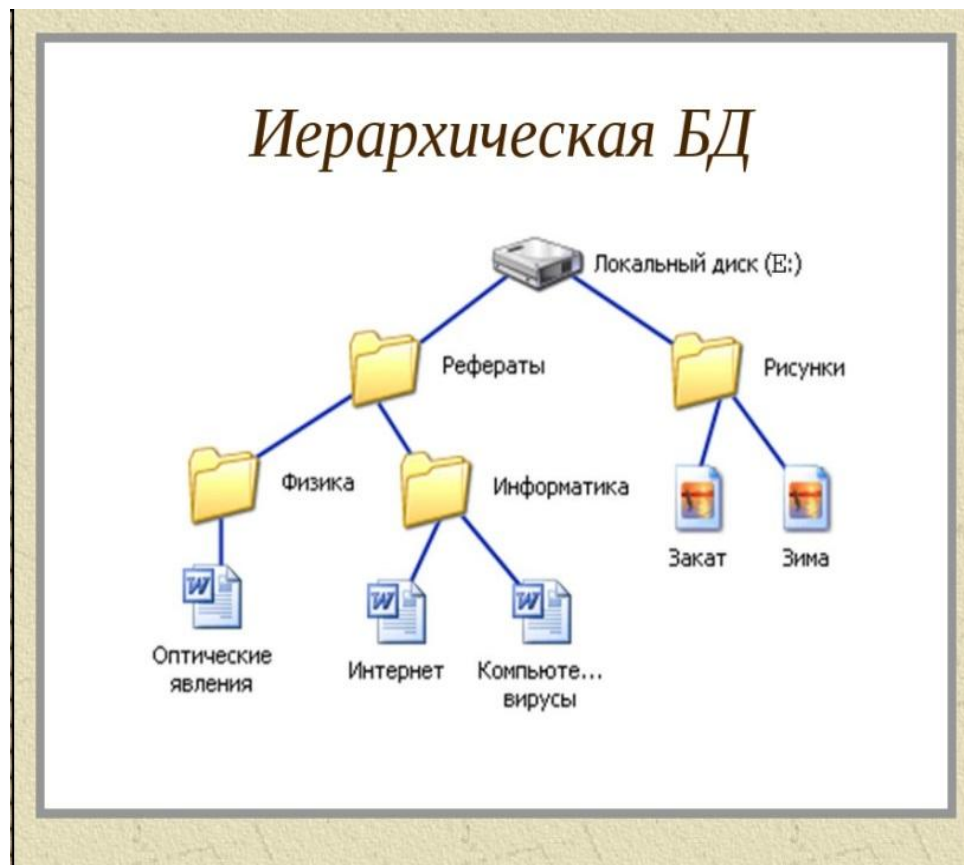 Иерархическая БД
Локальный диск (E:)
Рефераты
Рисунки
Физика
Информатика
Закат
Зима
Оптические
явления
Интернет
Компьюте...
вирусы